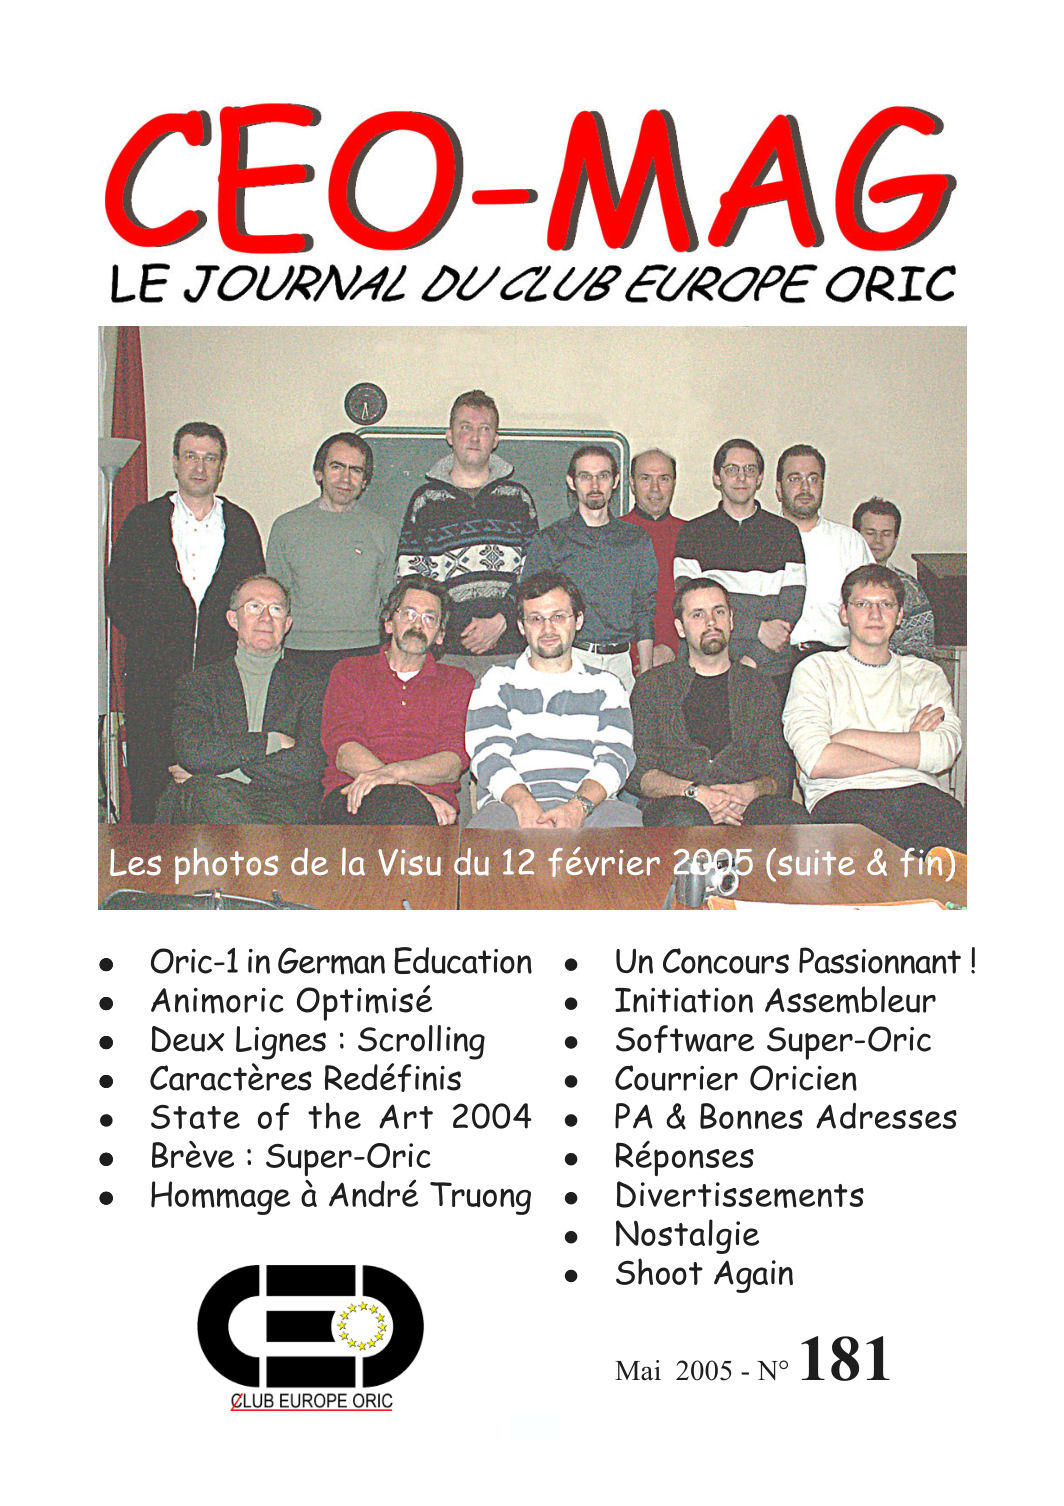 CEO-MAG
LE JOURNAL DU CLUB EUROPE ORIC
Les photos de la Visu du 12 février 2005 (suite & fin)
• Oric-1 in German Education
• Animoric Optimisé
• Deux Lignes : Scrolling
• Caractères Redéfinis
• State of the Art 2004
• Brève : Super-Oric
• Hommage à André Truong
• Un Concours Passionnant !
• Initiation Assembleur
• Software Super-Oric
• Courrier Oricien
• PA & Bonnes Adresses
• Réponses
• Divertissements
• Nostalgie
• Shoot Again
CEO
CLUB EUROPE ORIC
Mai 2005 - N° 181